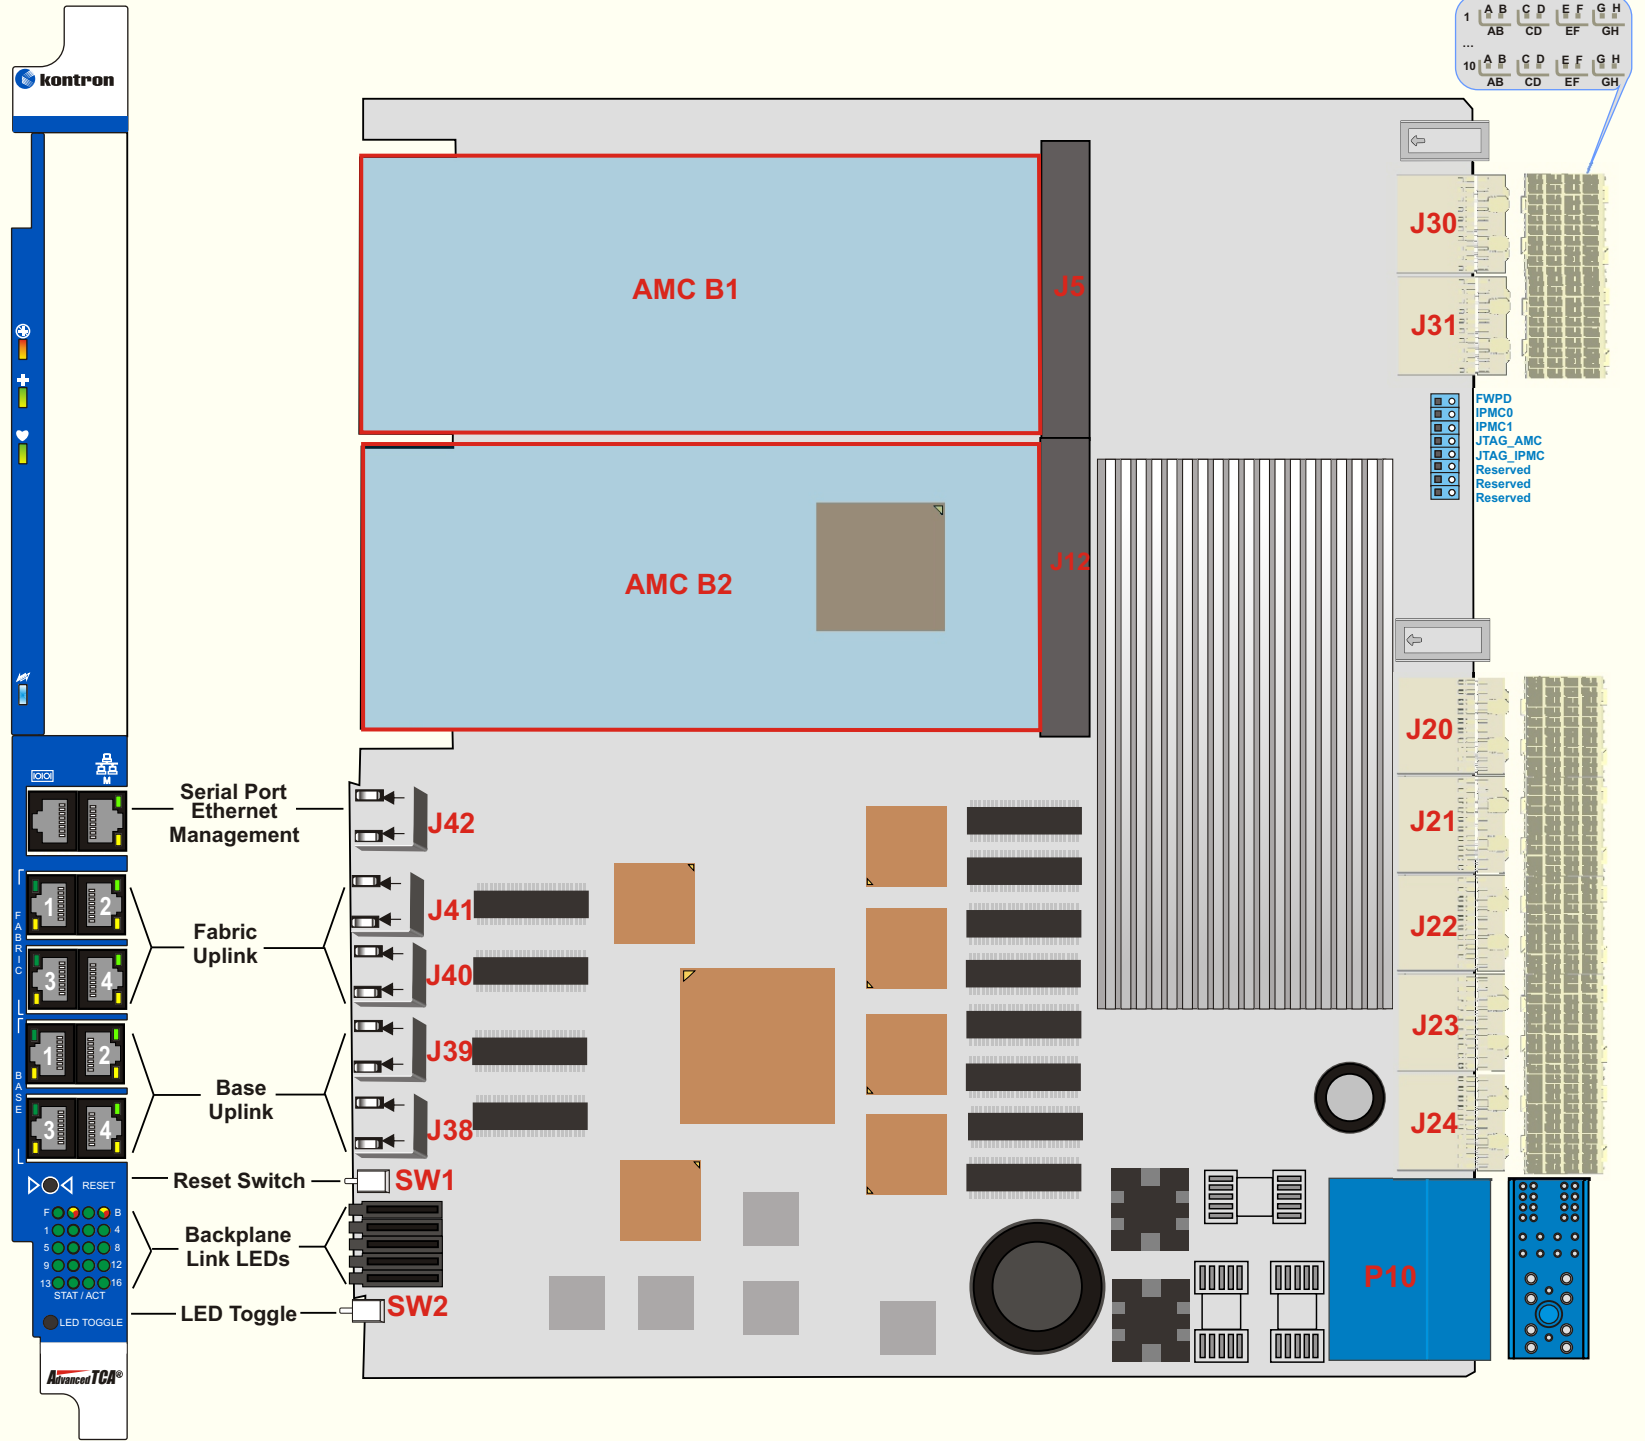 kontron
M
FABRIC
1
2
3
4
BASE
1
2
3
4
RESET
F
B
1
4
5
8
9
12
13
16
STAT / ACT
LED TOGGLE
AdvancedTCA®
Serial Port
Ethernet
Management
Fabric
Uplink
Base
Uplink
Reset Switch
Backplane
Link LEDs
LED Toggle
AMC B1
AMC B2
J5
J12
J42
J41
J40
J39
J38
SW1
SW2
1 A B C D E F G H
AB CD EF GH
...
10 A B C D E F G H
AB CD EF GH
J30
J31
FWPD
IPMC0
IPMC1
JTAG_AMC
JTAG_IPMC
Reserved
Reserved
Reserved
J20
J21
J22
J23
J24
P10